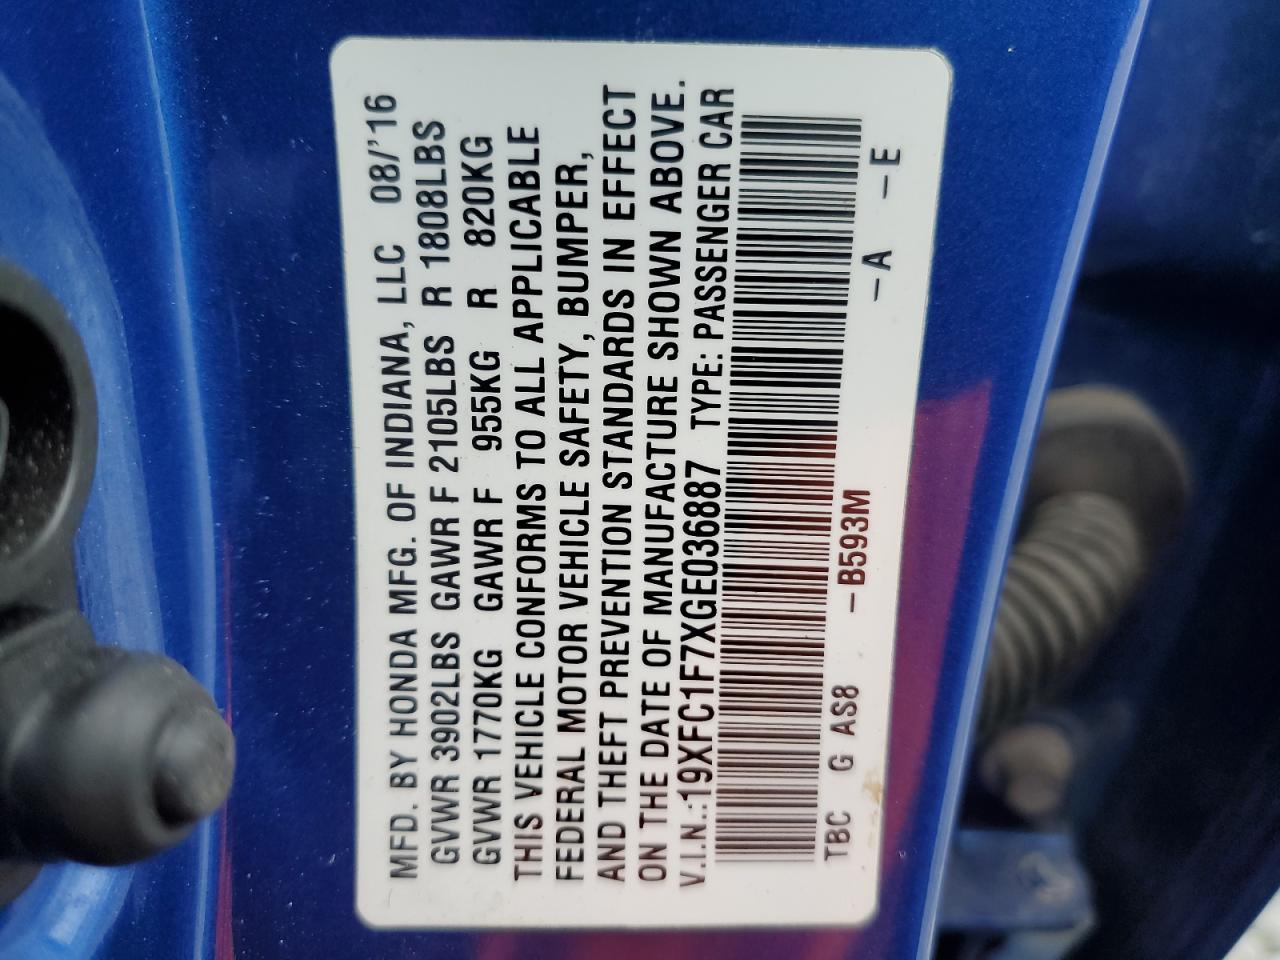 MFD. BY HONDA MFG. OF INDIANA, LLC 08/'16
GVWR 3902LBS GAWR F 2105LBS R 1808LBS
GVWR 1770KG GAWR F 955KG R 820KG
THIS VEHICLE CONFORMS TO ALL APPLICABLE
FEDERAL MOTOR VEHICLE SAFETY, BUMPER,
AND THEFT PREVENTION STANDARDS IN EFFECT
ON THE DATE OF MANUFACTURE SHOWN ABOVE.
V.I.N.:19XFC1F7XGE036887 TYPE: PASSENGER CAR
TBC G AS8 -B593M -A -E